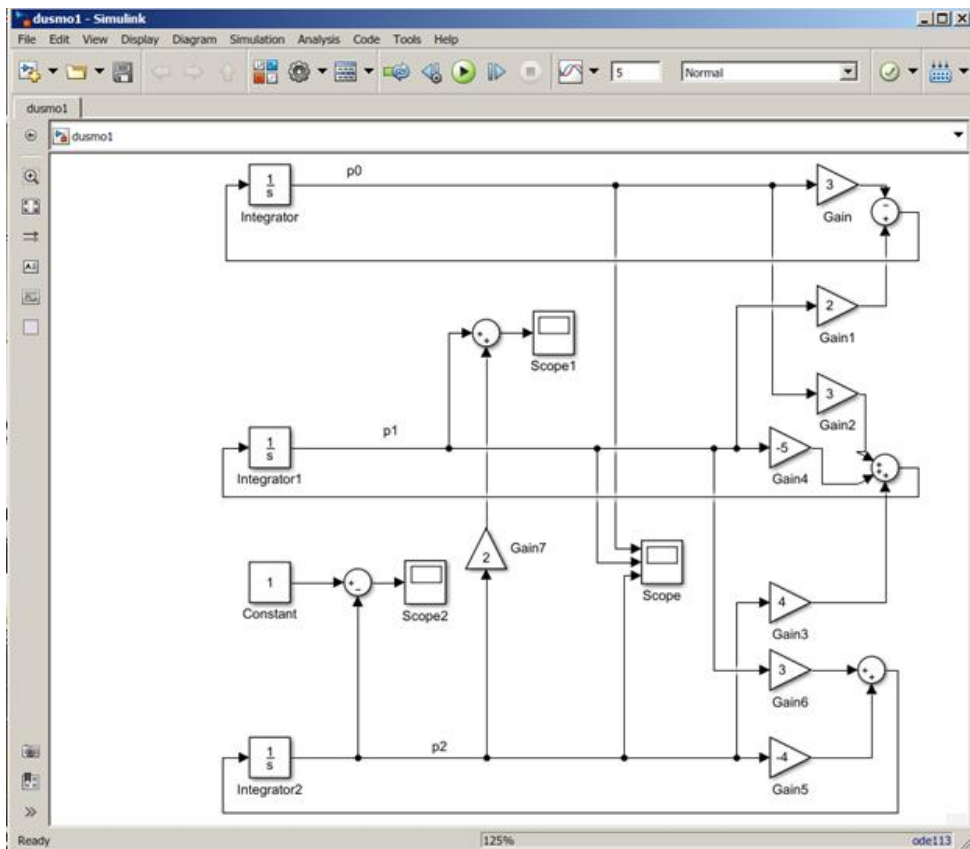 dusmo1 - Simulink
File Edit View Display Diagram Simulation Analysis Code Tools Help
5 Normal
dusmo1
dusmo1
1
s
Integrator
p0
3
Gain
-
+
2
Gain1
+
+
Scope1
3
Gain2
1
s
Integrator1
p1
-5
Gain4
+
+
+
2
Gain7
1
Constant
+
-
Scope2
Scope
4
Gain3
3
Gain6
+
+
1
s
Integrator2
p2
-4
Gain5
Ready 125% ode113